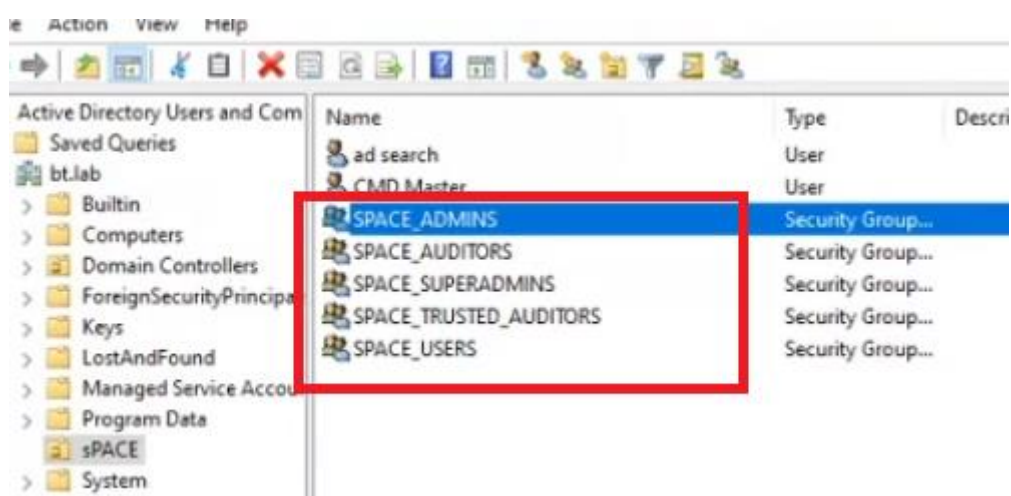 Action View Help
Active Directory Users and Com
Saved Queries
bt.lab
Builtin
Computers
Domain Controllers
ForeignSecurityPrincipa
Keys
LostAndFound
Managed Service Accou
Program Data
sPACE
System
Name Type Descri
ad search User
CMD Master User
SPACE_ADMINS Security Group...
SPACE_AUDITORS Security Group...
SPACE_SUPERADMINS Security Group...
SPACE_TRUSTED_AUDITORS Security Group...
SPACE_USERS Security Group...